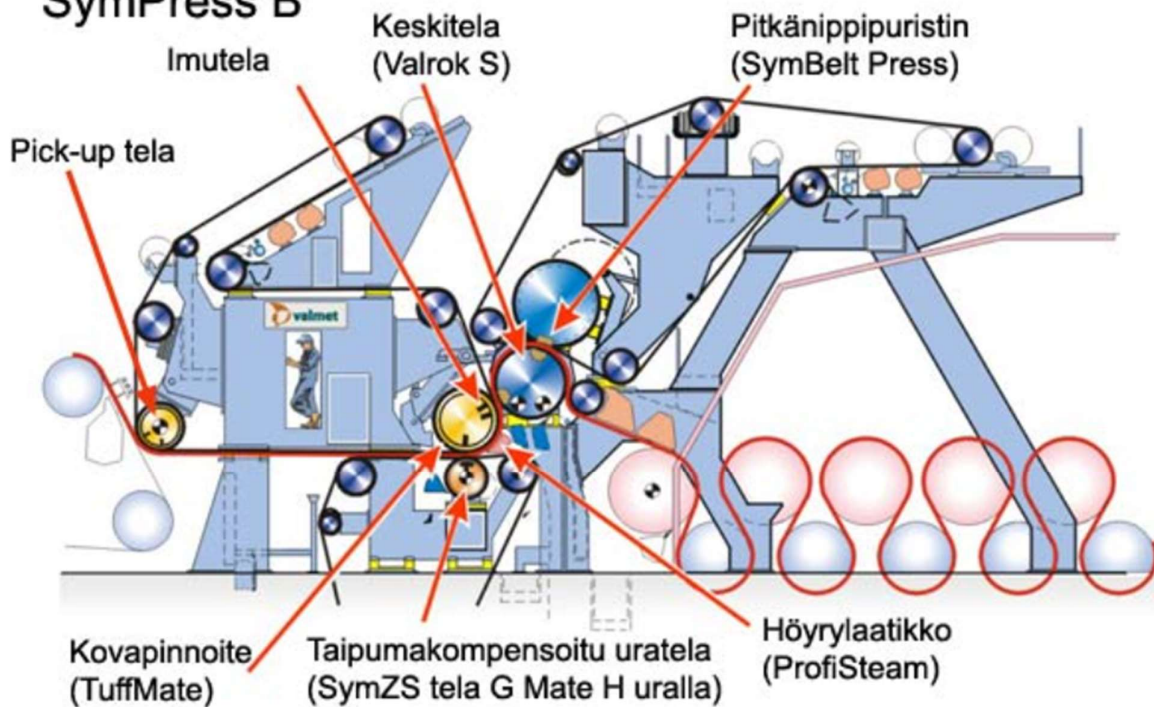 SymPress B
Keskitela
(Valrok S)
Pitkänippipuristin
(SymBelt Press)
Imutela
Pick-up tela
valmet
Kovapinnoite
(TuffMate)
Taipumakompensoitu uratela
(SymZS tela G Mate H uralla)
Höyrylaatikko
(ProfiSteam)